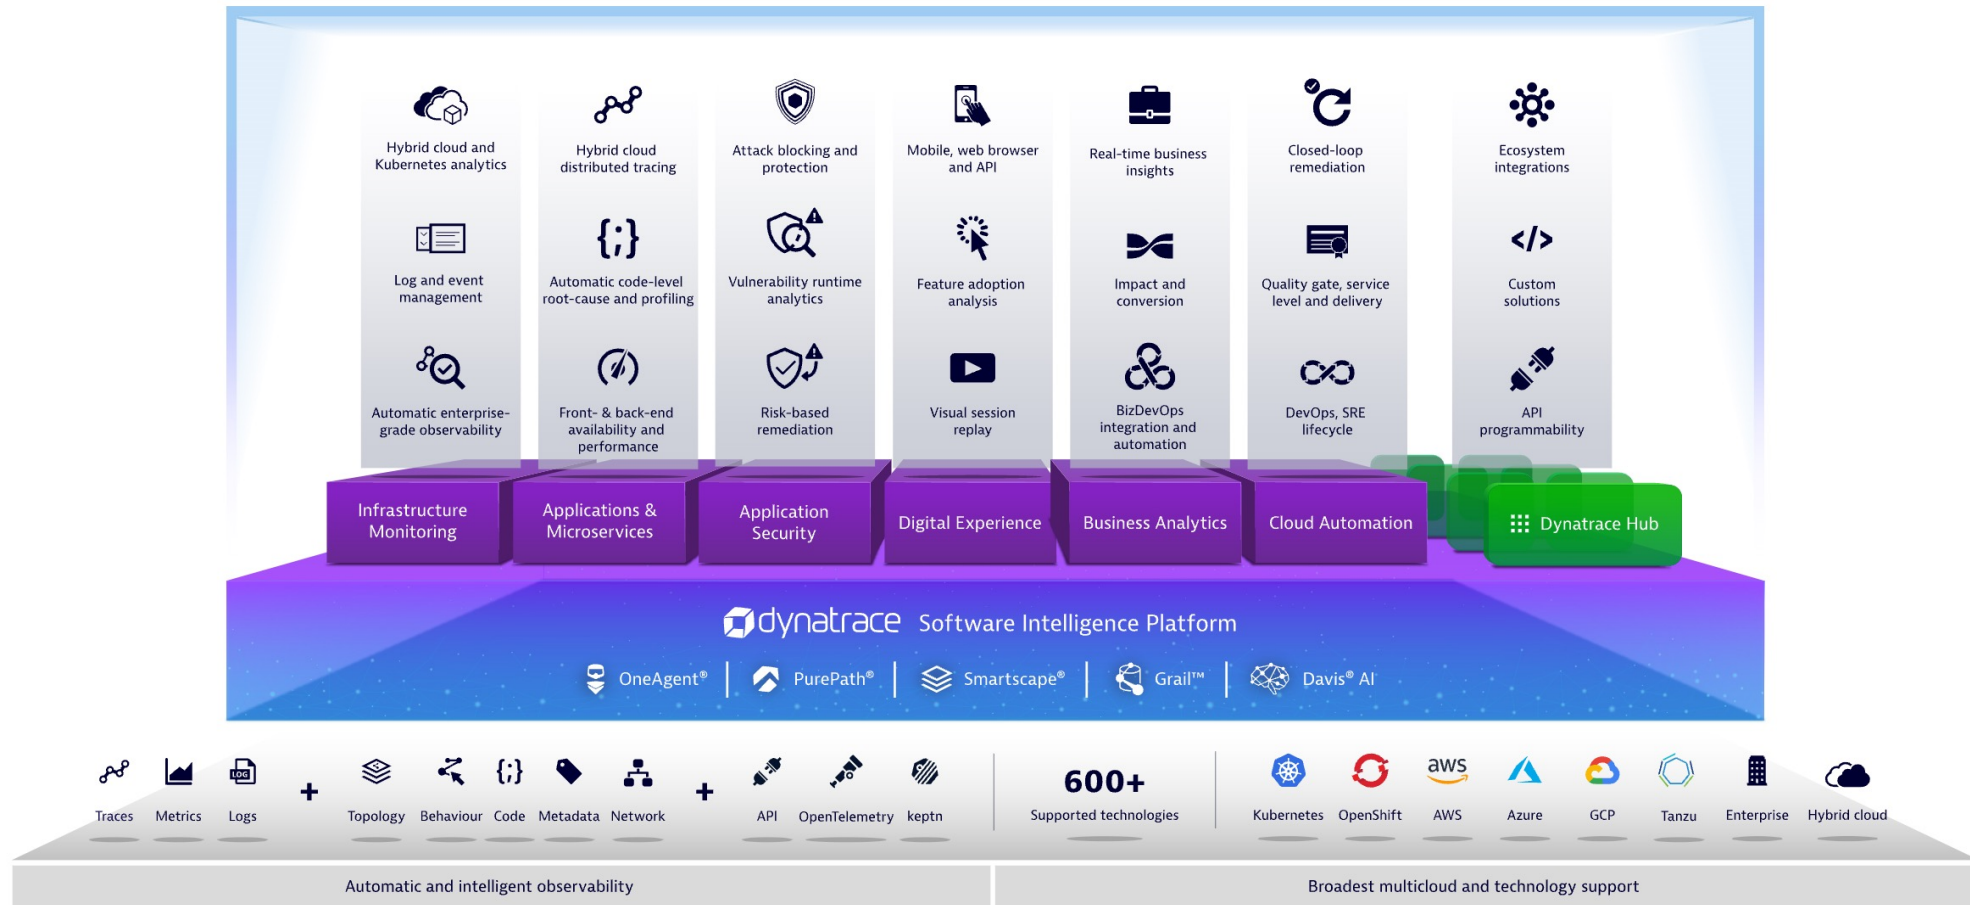 Hybrid cloud and
Kubernetes analytics
Hybrid cloud
distributed tracing
Attack blocking and
protection
Mobile, web browser
and API
Real-time business
insights
Closed-loop
remediation
Ecosystem
integrations
Log and event
management
{;}
Automatic code-level
root-cause and profiling
Vulnerability runtime
analytics
Feature adoption
analysis
Impact and
conversion
Quality gate, service
level and delivery
</>
Custom
solutions
Automatic enterprise-
grade observability
Front- & back-end
availability and
performance
Risk-based
remediation
Visual session
replay
BizDevOps
integration and
automation
DevOps, SRE
lifecycle
API
programmability
Infrastructure
Monitoring
Applications &
Microservices
Application
Security
Digital Experience
Business Analytics
Cloud Automation
Dynatrace Hub
dynatrace Software Intelligence Platform
OneAgent®
PurePath®
Smartscape®
Grail™
Davis® AI
LOG
+
{;}
+
600+
aws
Traces
Metrics
Logs
Topology
Behaviour
Code
Metadata
Network
API
OpenTelemetry
keptn
Supported technologies
Kubernetes
OpenShift
AWS
Azure
GCP
Tanzu
Enterprise
Hybrid cloud
Automatic and intelligent observability
Broadest multicloud and technology support